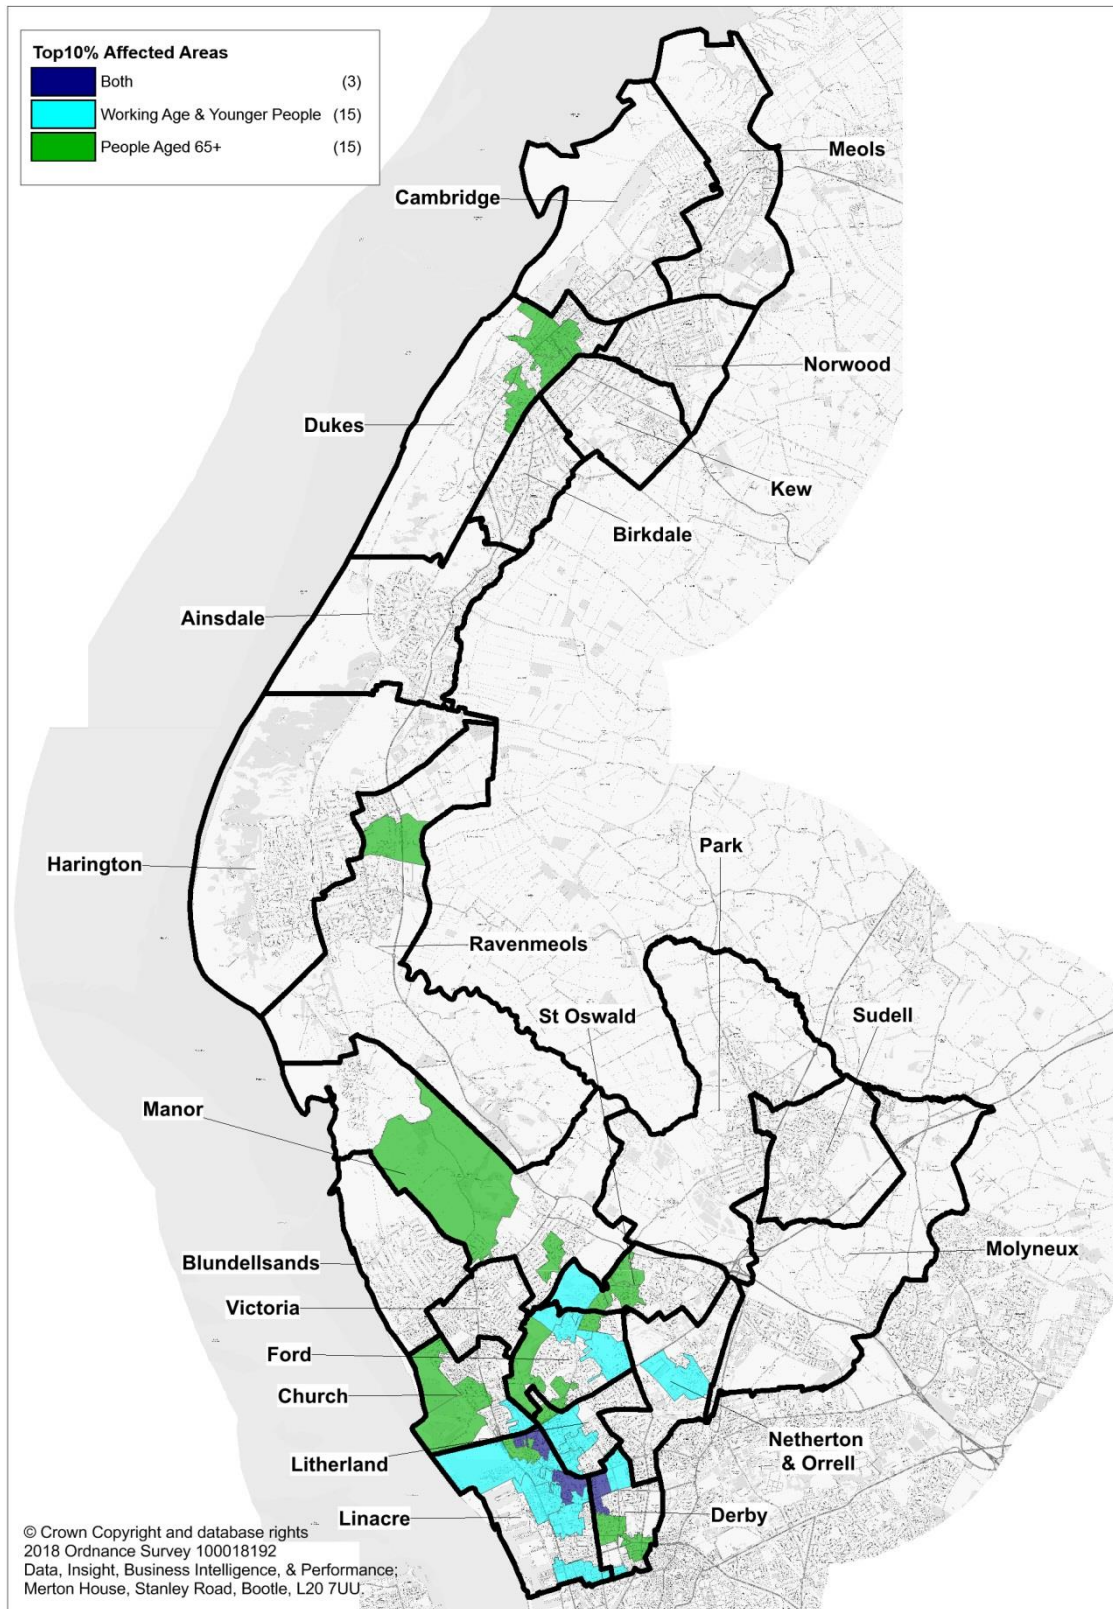 Top10% Affected Areas
Both (3)
Working Age & Younger People (15)
People Aged 65+ (15)
Meols
Cambridge
Norwood
Dukes
Kew
Birkdale
Ainsdale
Park
Harington
Ravenmeols
St Oswald
Sudell
Manor
Molyneux
Blundellsands
Victoria
Ford
Church
Netherton
& Orrell
Litherland
Linacre
Derby
© Crown Copyright and database rights
2018 Ordnance Survey 100018192
Data, Insight, Business Intelligence, & Performance;
Merton House, Stanley Road, Bootle, L20 7UU.